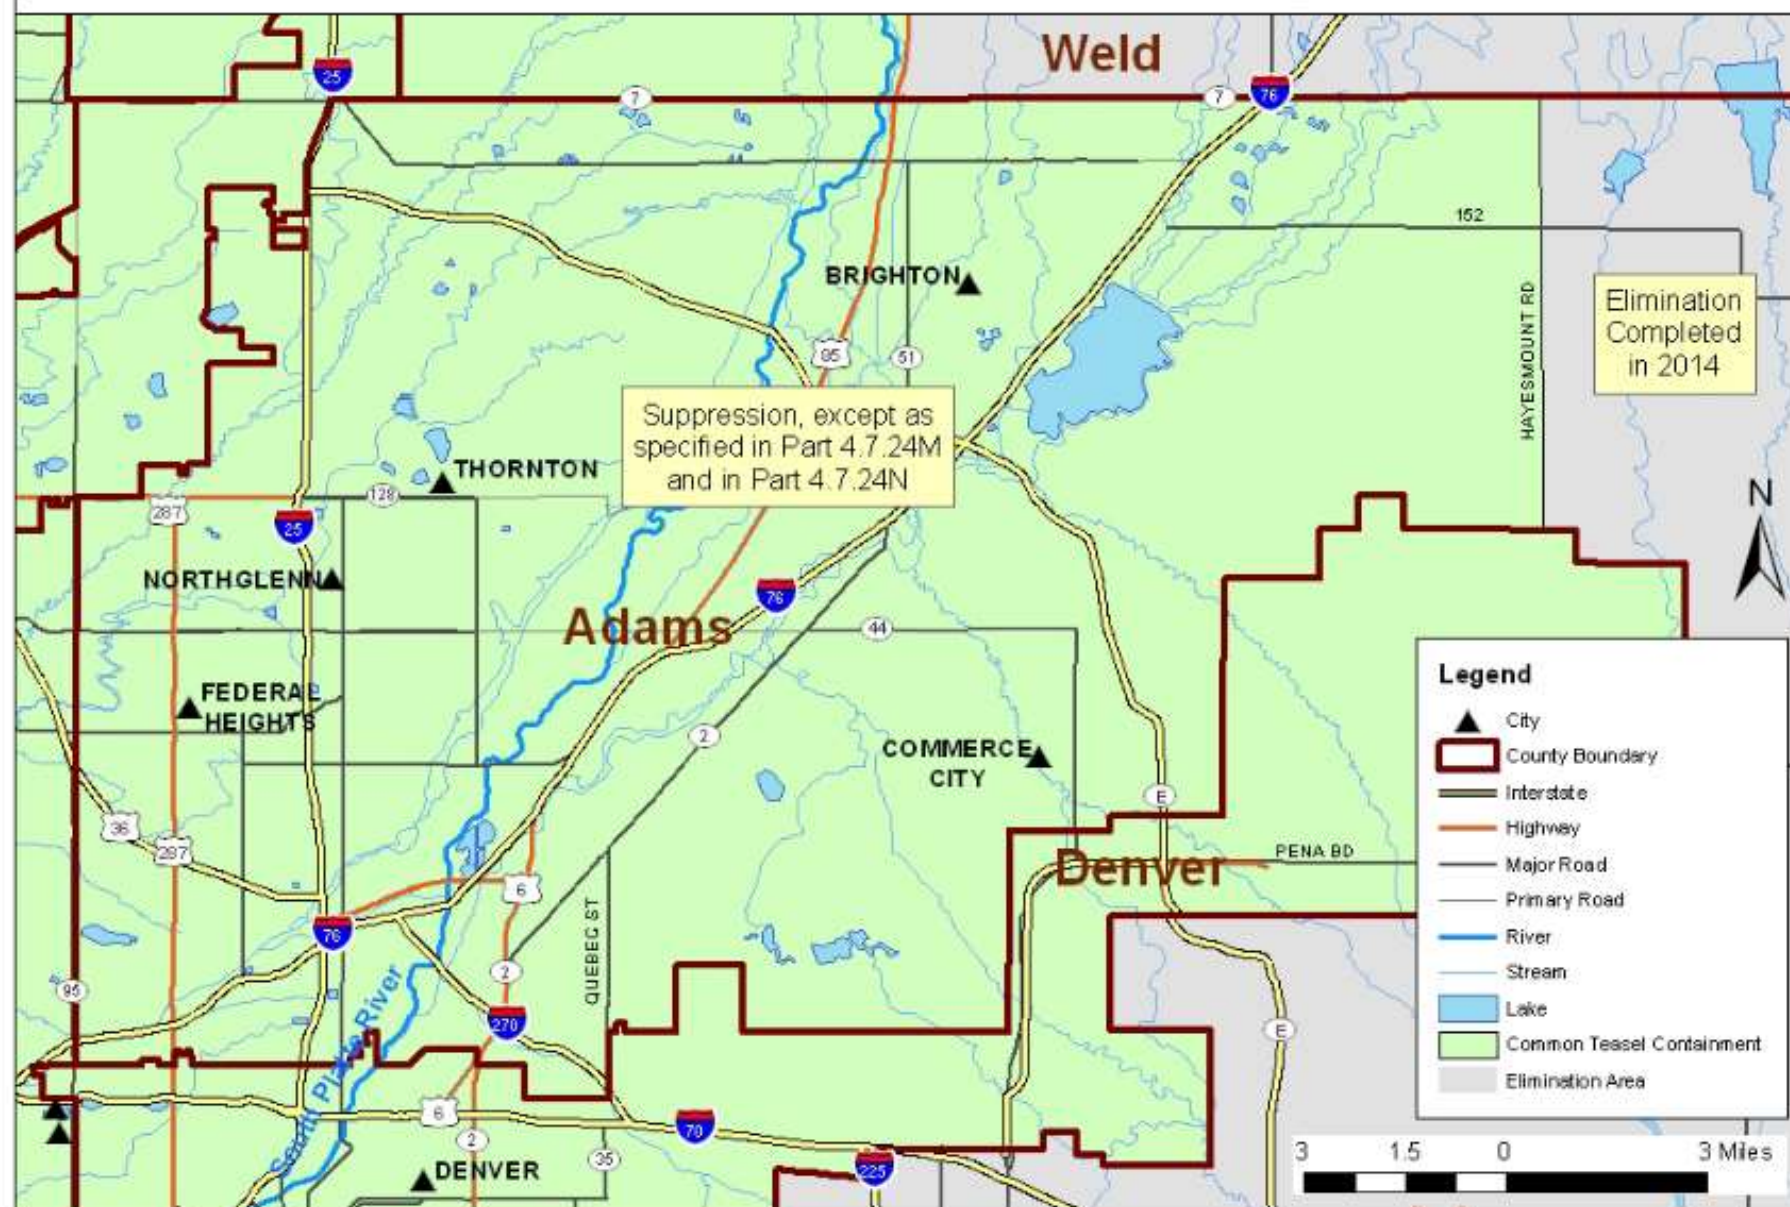 Weld
25
7
7
76
152
BRIGHTON
HAYESMOUNT RD
Elimination
Completed
in 2014
85
51
Suppression, except as
specified in Part 4.7.24M
and in Part 4.7.24N
THORNTON
128
287
25
N
NORTHGLENN
76
Adams
44
FEDERAL
HEIGHTS
2
COMMERCE
CITY
E
36
287
Denver
PENA BD
6
QUEBEC ST
76
2
95
South Platte River
270
E
6
70
2
35
DENVER
225
Legend
City
County Boundary
Interstate
Highway
Major Road
Primary Road
River
Stream
Lake
Common Teasel Containment
Elimination Area
3 1.5 0 3 Miles